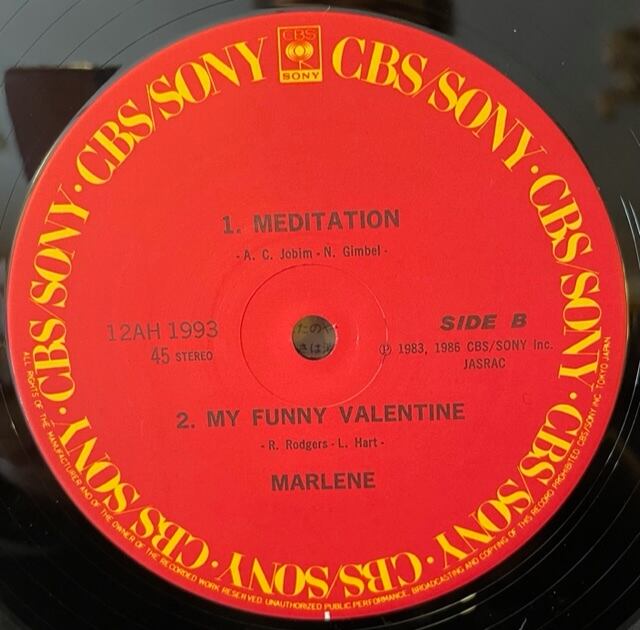 CBS
SONY
CBS/SONY · CBS/SONY · CBS/SONY · CBS/SONY · CBS/SONY · CBS/SONY · CBS/SONY · CBS/SONY
1. MEDITATION
- A. C. Jobim - N. Gimbel -
12AH 1993
45 STEREO
SIDE B
℗ 1983, 1986 CBS/SONY Inc.
JASRAC
2. MY FUNNY VALENTINE
- R. Rodgers - L. Hart -
MARLENE
ALL RIGHTS OF THE MANUFACTURER AND OF THE OWNER OF THE RECORDED WORK RESERVED. UNAUTHORIZED PUBLIC PERFORMANCE, BROADCASTING AND COPYING OF THIS RECORD PROHIBITED. CBS/SONY INC. TOKYO JAPAN